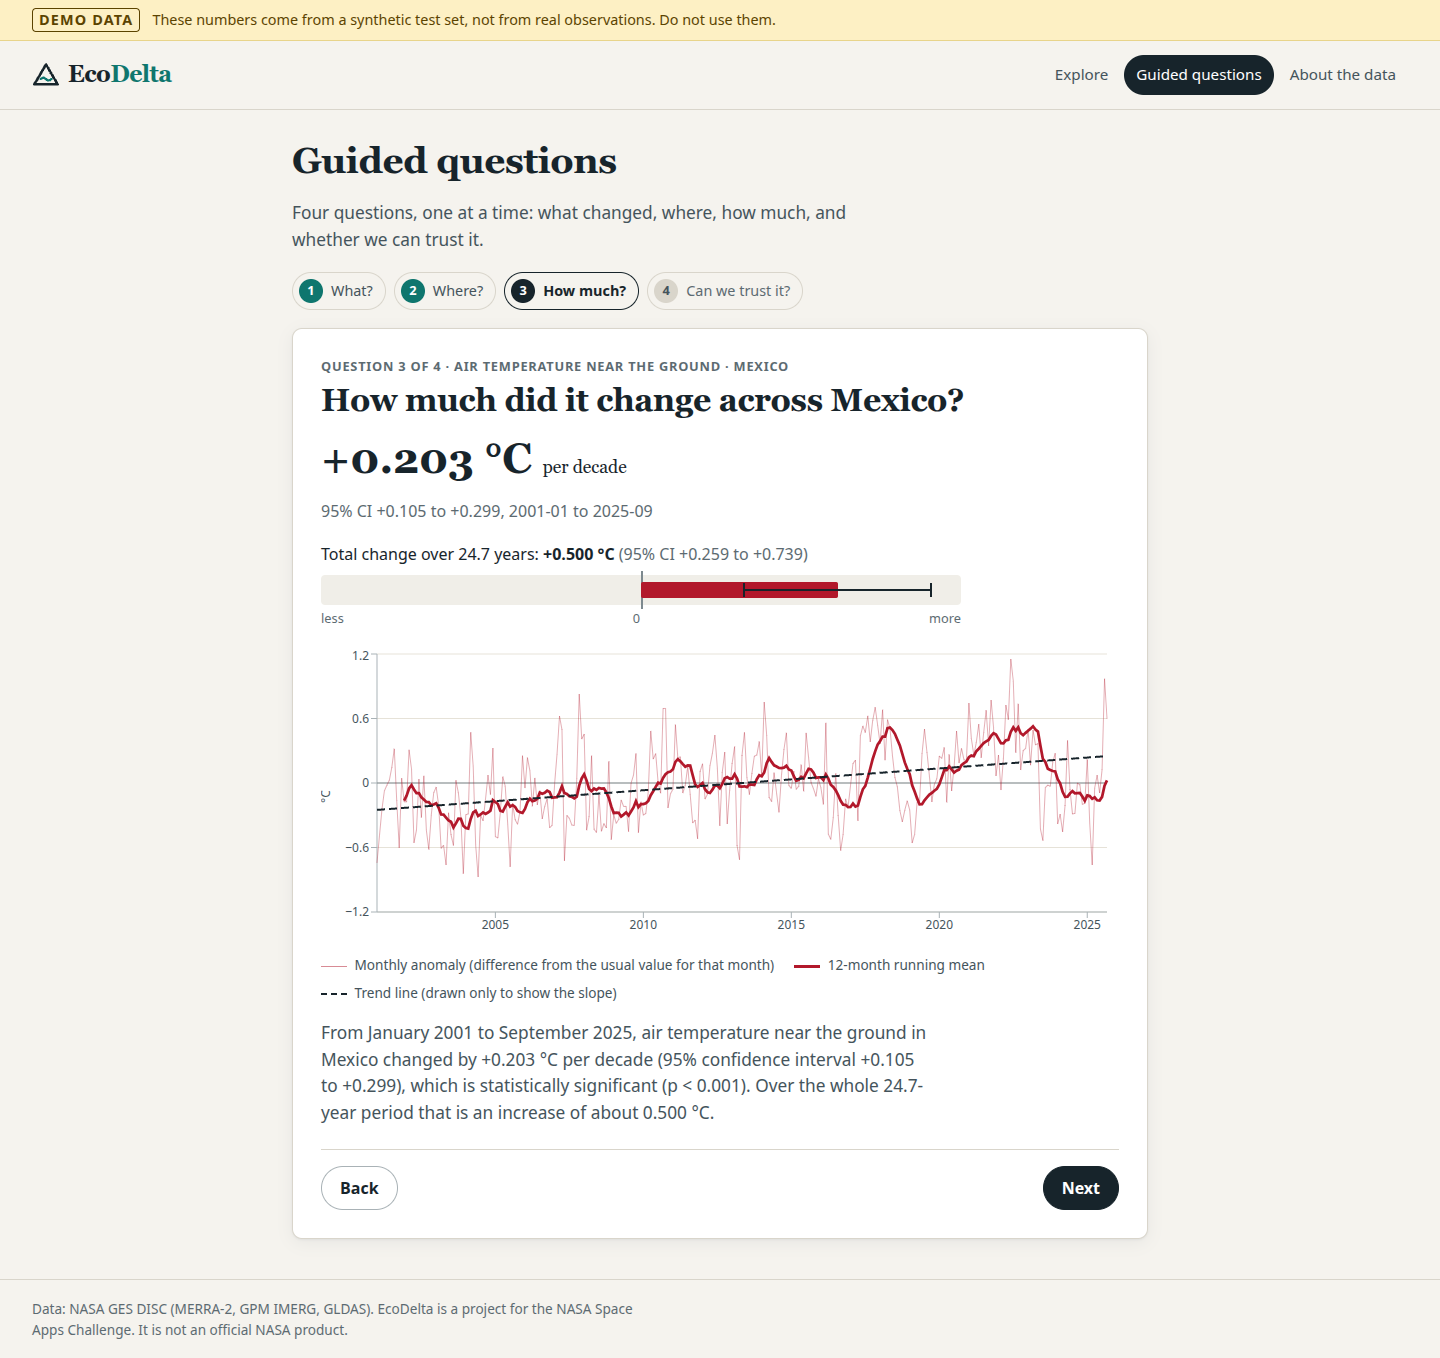 DEMO DATA These numbers come from a synthetic test set, not from real observations. Do not use them.
EcoDelta
Explore Guided questions About the data
Guided questions
Four questions, one at a time: what changed, where, how much, and
whether we can trust it.
1 What? 2 Where? 3 How much? 4 Can we trust it?
QUESTION 3 OF 4 · AIR TEMPERATURE NEAR THE GROUND · MEXICO
How much did it change across Mexico?
+0.203 °C per decade
95% CI +0.105 to +0.299, 2001-01 to 2025-09
Total change over 24.7 years: +0.500 °C (95% CI +0.259 to +0.739)
less 0 more
1.2
0.6
0
°C
−0.6
−1.2
2005 2010 2015 2020 2025
Monthly anomaly (difference from the usual value for that month) 12-month running mean
Trend line (drawn only to show the slope)
From January 2001 to September 2025, air temperature near the ground in
Mexico changed by +0.203 °C per decade (95% confidence interval +0.105
to +0.299), which is statistically significant (p < 0.001). Over the whole 24.7-
year period that is an increase of about 0.500 °C.
Back Next
Data: NASA GES DISC (MERRA-2, GPM IMERG, GLDAS). EcoDelta is a project for the NASA Space
Apps Challenge. It is not an official NASA product.